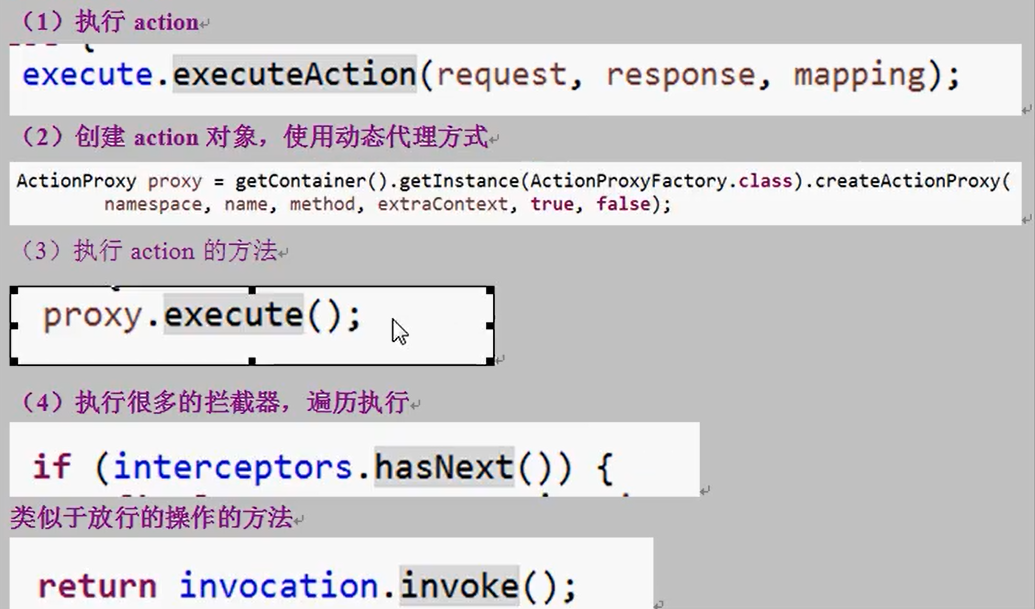 （1）执行 action
execute.executeAction(request, response, mapping);
（2）创建 action 对象，使用动态代理方式
ActionProxy proxy = getContainer().getInstance(ActionProxyFactory.class).createActionProxy(
namespace, name, method, extraContext, true, false);
（3）执行 action 的方法
proxy.execute();
（4）执行很多的拦截器，遍历执行
if (interceptors.hasNext()) {
类似于放行的操作的方法
return invocation.invoke();